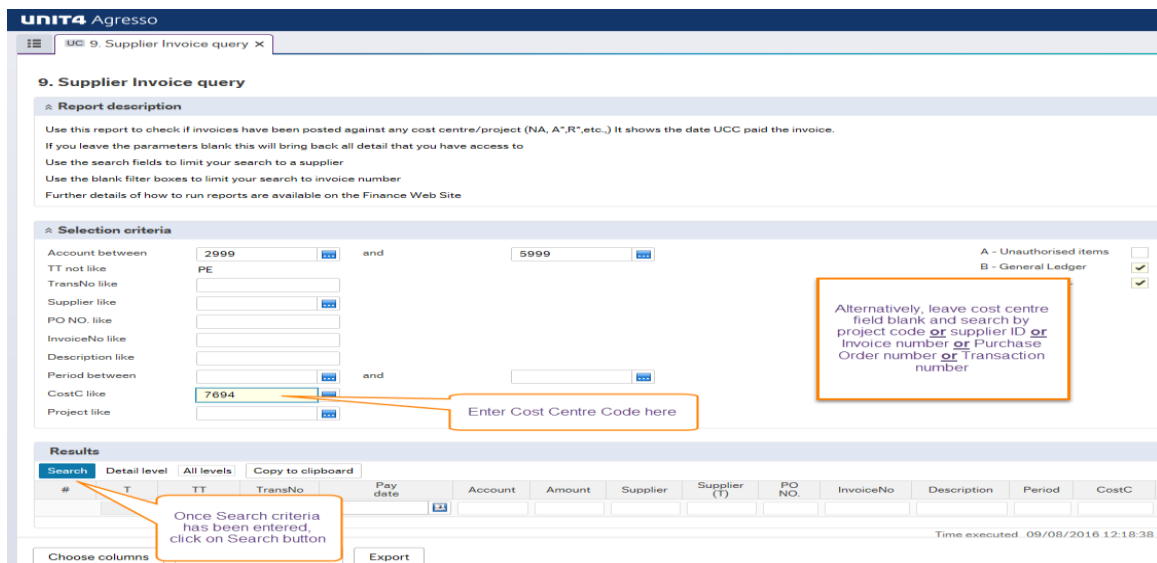 UNIT4 Agresso
UC 9. Supplier Invoice query ×
9. Supplier Invoice query
Report description
Use this report to check if invoices have been posted against any cost centre/project (NA, A*,R*,etc.,) It shows the date UCC paid the invoice.
If you leave the parameters blank this will bring back all detail that you have access to
Use the search fields to limit your search to a supplier
Use the blank filter boxes to limit your search to invoice number
Further details of how to run reports are available on the Finance Web Site
Selection criteria
Account between 2999 and 5999 A - Unauthorised items
TT not like PE B - General Ledger
TransNo like
Supplier like
PO NO. like
InvoiceNo like
Description like
Period between and
CostC like 7694
Project like
Alternatively, leave cost centre
field blank and search by
project code or supplier ID or
Invoice number or Purchase
Order number or Transaction
number
Enter Cost Centre Code here
Results
Search Detail level All levels Copy to clipboard
# T TT TransNo Pay date Account Amount Supplier Supplier (T) PO NO. InvoiceNo Description Period CostC
Once Search criteria
has been entered,
click on Search button
Time executed 09/08/2016 12:18:38
Choose columns Export